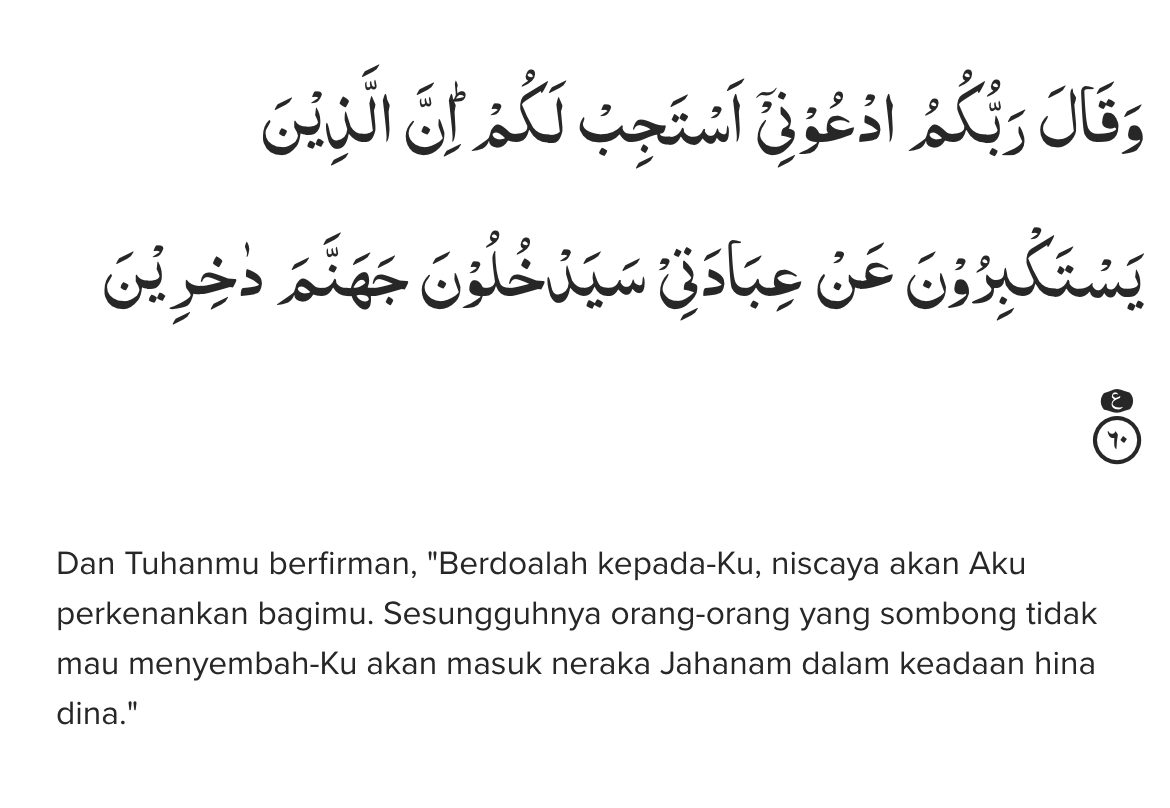 وَقَالَ رَبُّكُمُ ادْعُوْنِيْٓ اَسْتَجِبْ لَكُمْ ۗاِنَّ الَّذِيْنَ
يَسْتَكْبِرُوْنَ عَنْ عِبَادَتِيْ سَيَدْخُلُوْنَ جَهَنَّمَ دٰخِرِيْنَ
ع
٦٠
Dan Tuhanmu berfirman, "Berdoalah kepada-Ku, niscaya akan Aku
perkenankan bagimu. Sesungguhnya orang-orang yang sombong tidak
mau menyembah-Ku akan masuk neraka Jahanam dalam keadaan hina
dina."